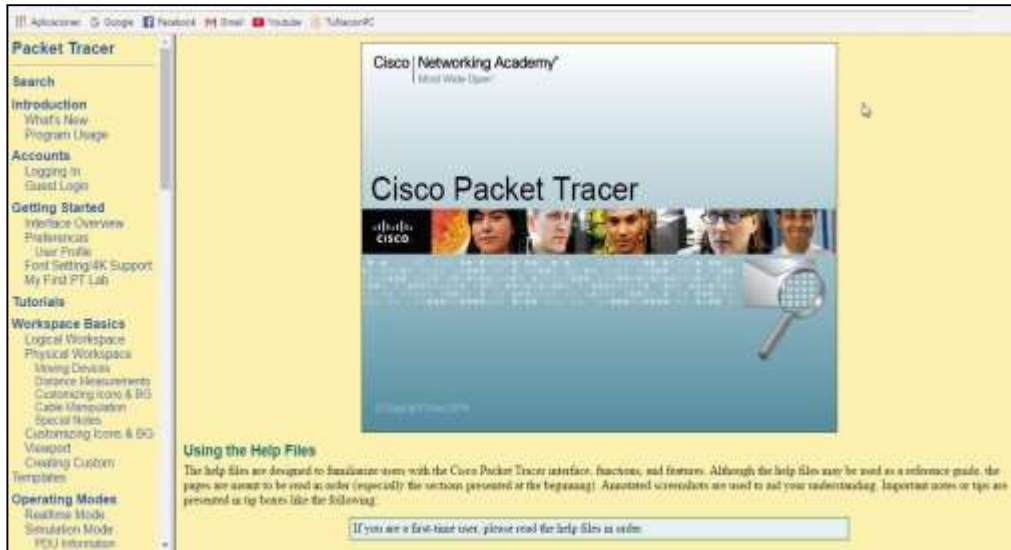 Aplicaciones Google Facebook Gmail Youtube TuNaconPC
Packet Tracer
Search
Introduction
What's New
Program Usage
Accounts
Logging In
Guest Login
Getting Started
Interface Overview
Preferences
User Profile
Font Setting/4K Support
My First PT Lab
Tutorials
Workspace Basics
Logical Workspace
Physical Workspace
Moving Devices
Distance Measurements
Customizing Icons & BG
Cable Manipulation
Special Notes
Customizing Icons & BG
Viewport
Creating Custom
Templates
Operating Modes
Realtime Mode
Simulation Mode
PDU Information
Cisco Networking Academy®
Mind Wide Open®
Cisco Packet Tracer
CISCO
Using the Help Files
The help files are designed to familiarize users with the Cisco Packet Tracer interface, functions, and features. Although the help files may be used as a reference guide, the
pages are meant to be read in order (especially the sections presented at the beginning). Annotated screenshots are used to aid your understanding. Important notes or tips are
presented in tip boxes like the following:
If you are a first-time user, please read the help files in order.